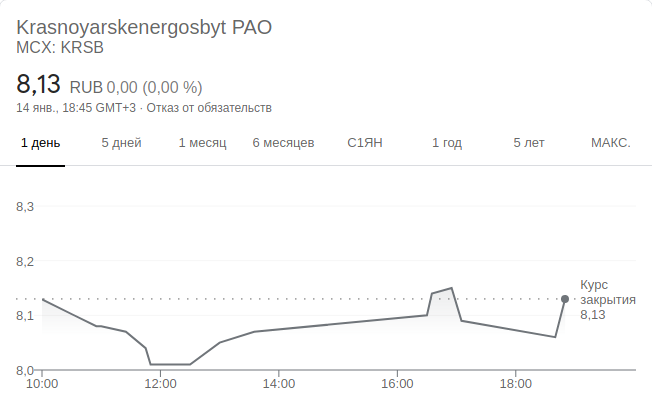 Krasnoyarskenergosbyt PAO
MCX: KRSB
8,13 RUB 0,00 (0,00 %)
14 янв., 18:45 GMT+3 · Отказ от обязательств
1 день 5 дней 1 месяц 6 месяцев С1ЯН 1 год 5 лет МАКС.
8,3
8,2
8,1
8,0
Курс
закрытия
8,13
10:00 12:00 14:00 16:00 18:00